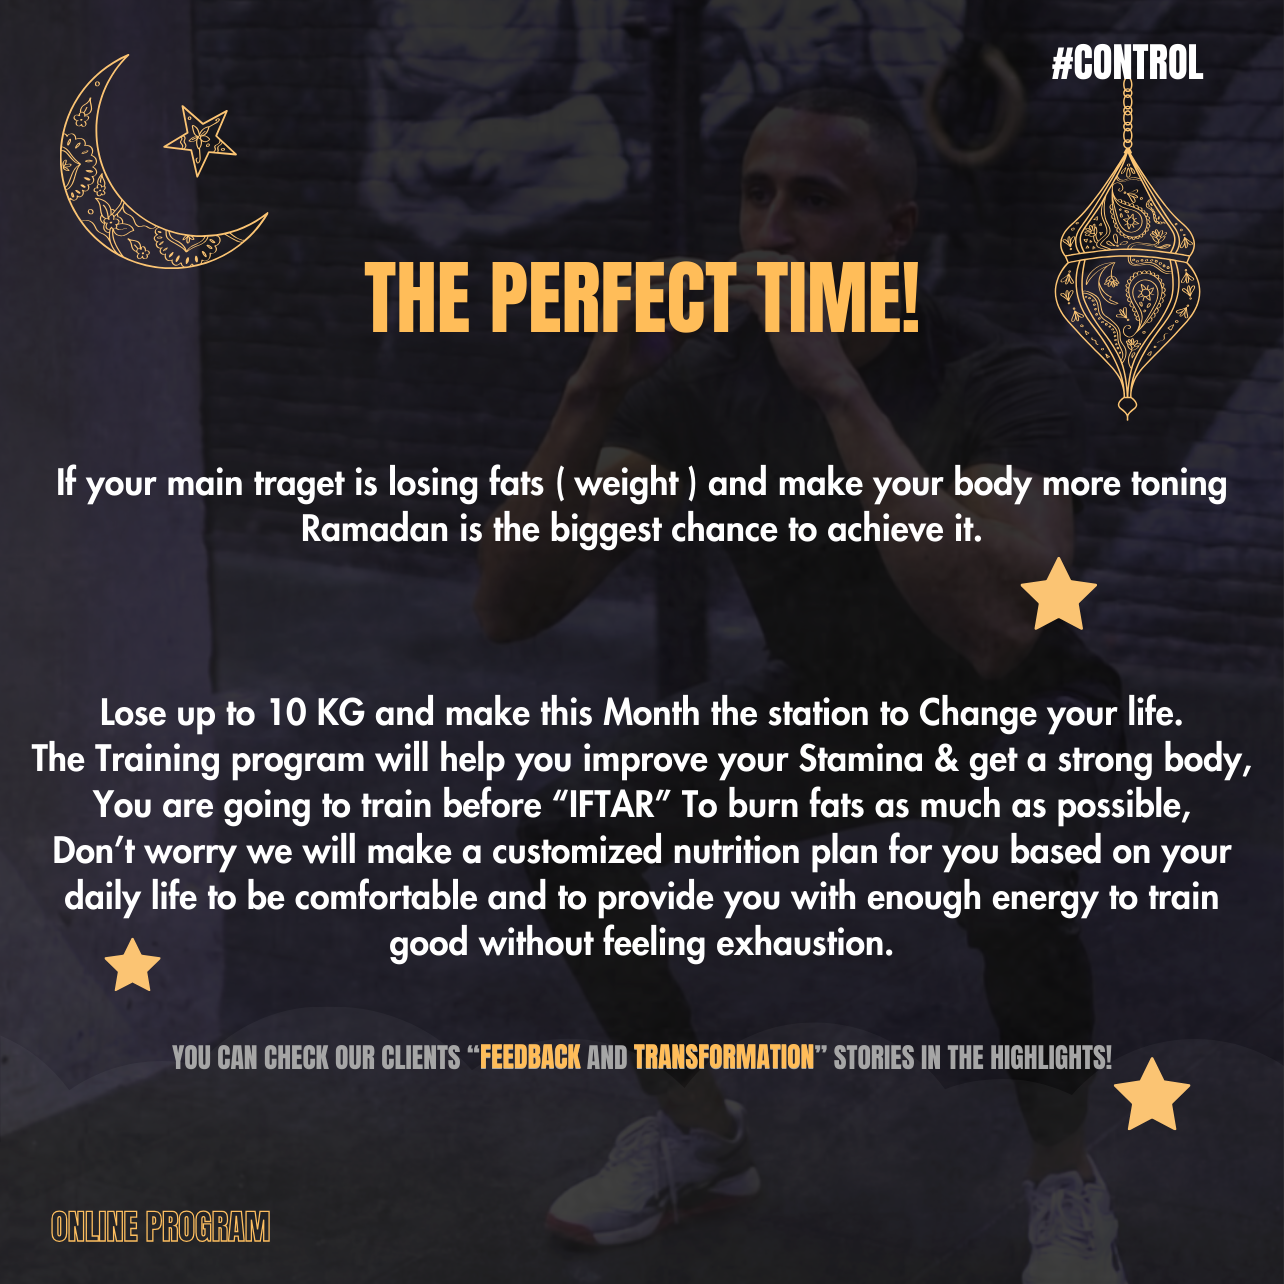 #CONTROL
THE PERFECT TIME!
If your main traget is losing fats ( weight ) and make your body more toning
Ramadan is the biggest chance to achieve it.
Lose up to 10 KG and make this Month the station to Change your life.
The Training program will help you improve your Stamina & get a strong body,
You are going to train before “IFTAR” To burn fats as much as possible,
Don’t worry we will make a customized nutrition plan for you based on your
daily life to be comfortable and to provide you with enough energy to train
good without feeling exhaustion.
YOU CAN CHECK OUR CLIENTS “FEEDBACK AND TRANSFORMATION” STORIES IN THE HIGHLIGHTS!
ONLINE PROGRAM